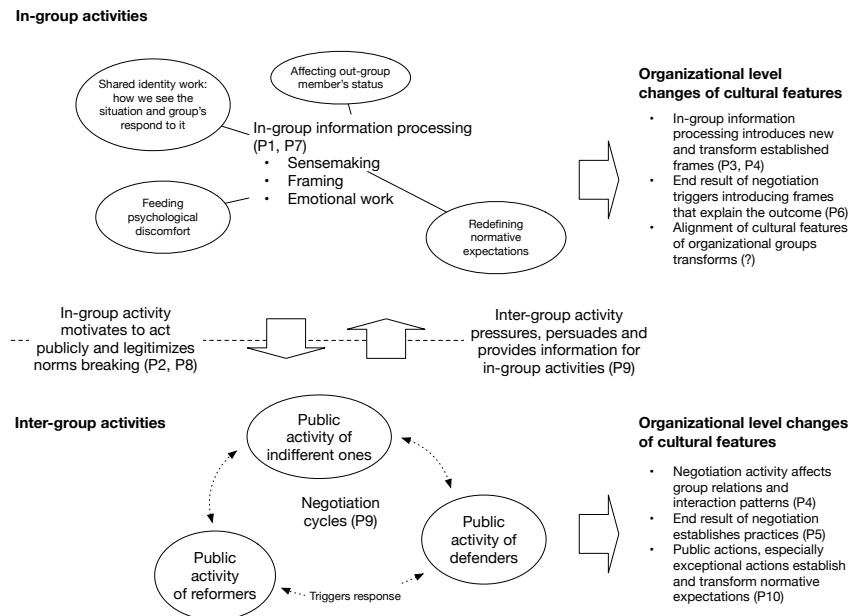 In-group activities
Shared identity work:
how we see the
situation and group's
respond to it
Affecting out-group
member's status
In-group information processing
(P1, P7)
• Sensemaking
• Framing
• Emotional work
Feeding
psychological
discomfort
Redefining
normative
expectations
Organizational level
changes of cultural features
• In-group information
processing introduces new
and transform established
frames (P3, P4)
• End result of negotiation
triggers introducing frames
that explain the outcome (P6)
• Alignment of cultural features
of organizational groups
transforms (?)
In-group activity
motivates to act
publicly and legitimizes
norms breaking (P2, P8)
Inter-group activity
pressures, persuades and
provides information for
in-group activities (P9)
Inter-group activities
Public
activity of
indifferent ones
Negotiation
cycles (P9)
Public
activity of
defenders
Public
activity
of reformers
Triggers response
Organizational level changes
of cultural features
• Negotiation activity affects
group relations and
interaction patterns (P4)
• End result of negotiation
establishes practices (P5)
• Public actions, especially
exceptional actions establish
and transform normative
expectations (P10)